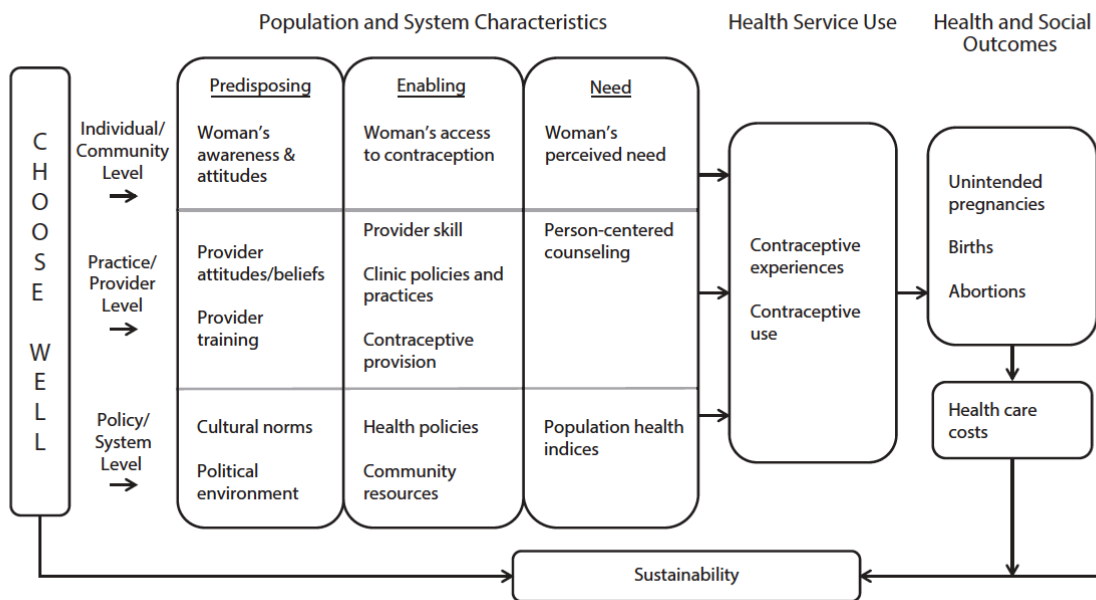 Population and System Characteristics
Health Service Use
Health and Social
Outcomes
CHOOSE WELL
Individual/
Community
Level
Practice/
Provider
Level
Policy/
System
Level
Predisposing
Woman's
awareness &
attitudes
Provider
attitudes/beliefs
Provider
training
Cultural norms
Political
environment
Enabling
Woman's access
to contraception
Provider skill
Clinic policies and
practices
Contraceptive
provision
Health policies
Community
resources
Need
Woman's
perceived need
Person-centered
counseling
Population health
indices
Contraceptive
experiences
Contraceptive
use
Unintended
pregnancies
Births
Abortions
Health care
costs
Sustainability